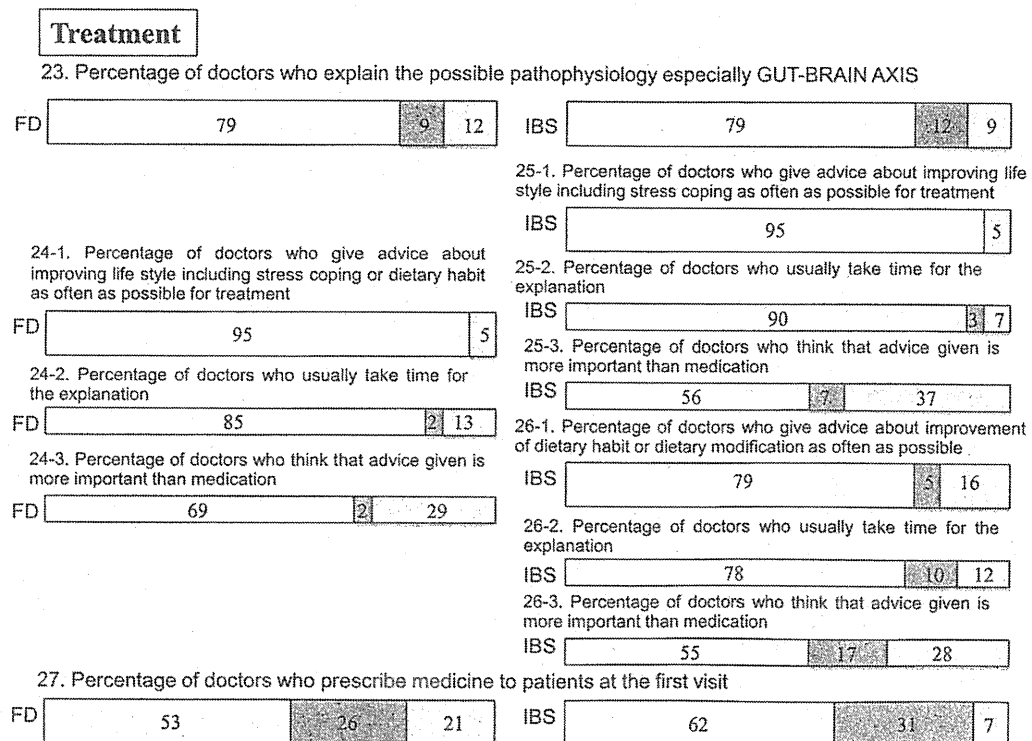 Treatment
23. Percentage of doctors who explain the possible pathophysiology especially GUT-BRAIN AXIS
FD 79 9 12
IBS 79 12 9
24-1. Percentage of doctors who give advice about
improving life style including stress coping or dietary habit
as often as possible for treatment
FD 95 5
24-2. Percentage of doctors who usually take time for
the explanation
FD 85 2 13
24-3. Percentage of doctors who think that advice given is
more important than medication
FD 69 2 29
25-1. Percentage of doctors who give advice about improving life
style including stress coping as often as possible for treatment
IBS 95 5
25-2. Percentage of doctors who usually take time for the
explanation
IBS 90 3 7
25-3. Percentage of doctors who think that advice given is
more important than medication
IBS 56 7 37
26-1. Percentage of doctors who give advice about improvement
of dietary habit or dietary modification as often as possible
IBS 79 5 16
26-2. Percentage of doctors who usually take time for the
explanation
IBS 78 10 12
26-3. Percentage of doctors who think that advice given is
more important than medication
IBS 55 17 28
27. Percentage of doctors who prescribe medicine to patients at the first visit
FD 53 26 21
IBS 62 31 7